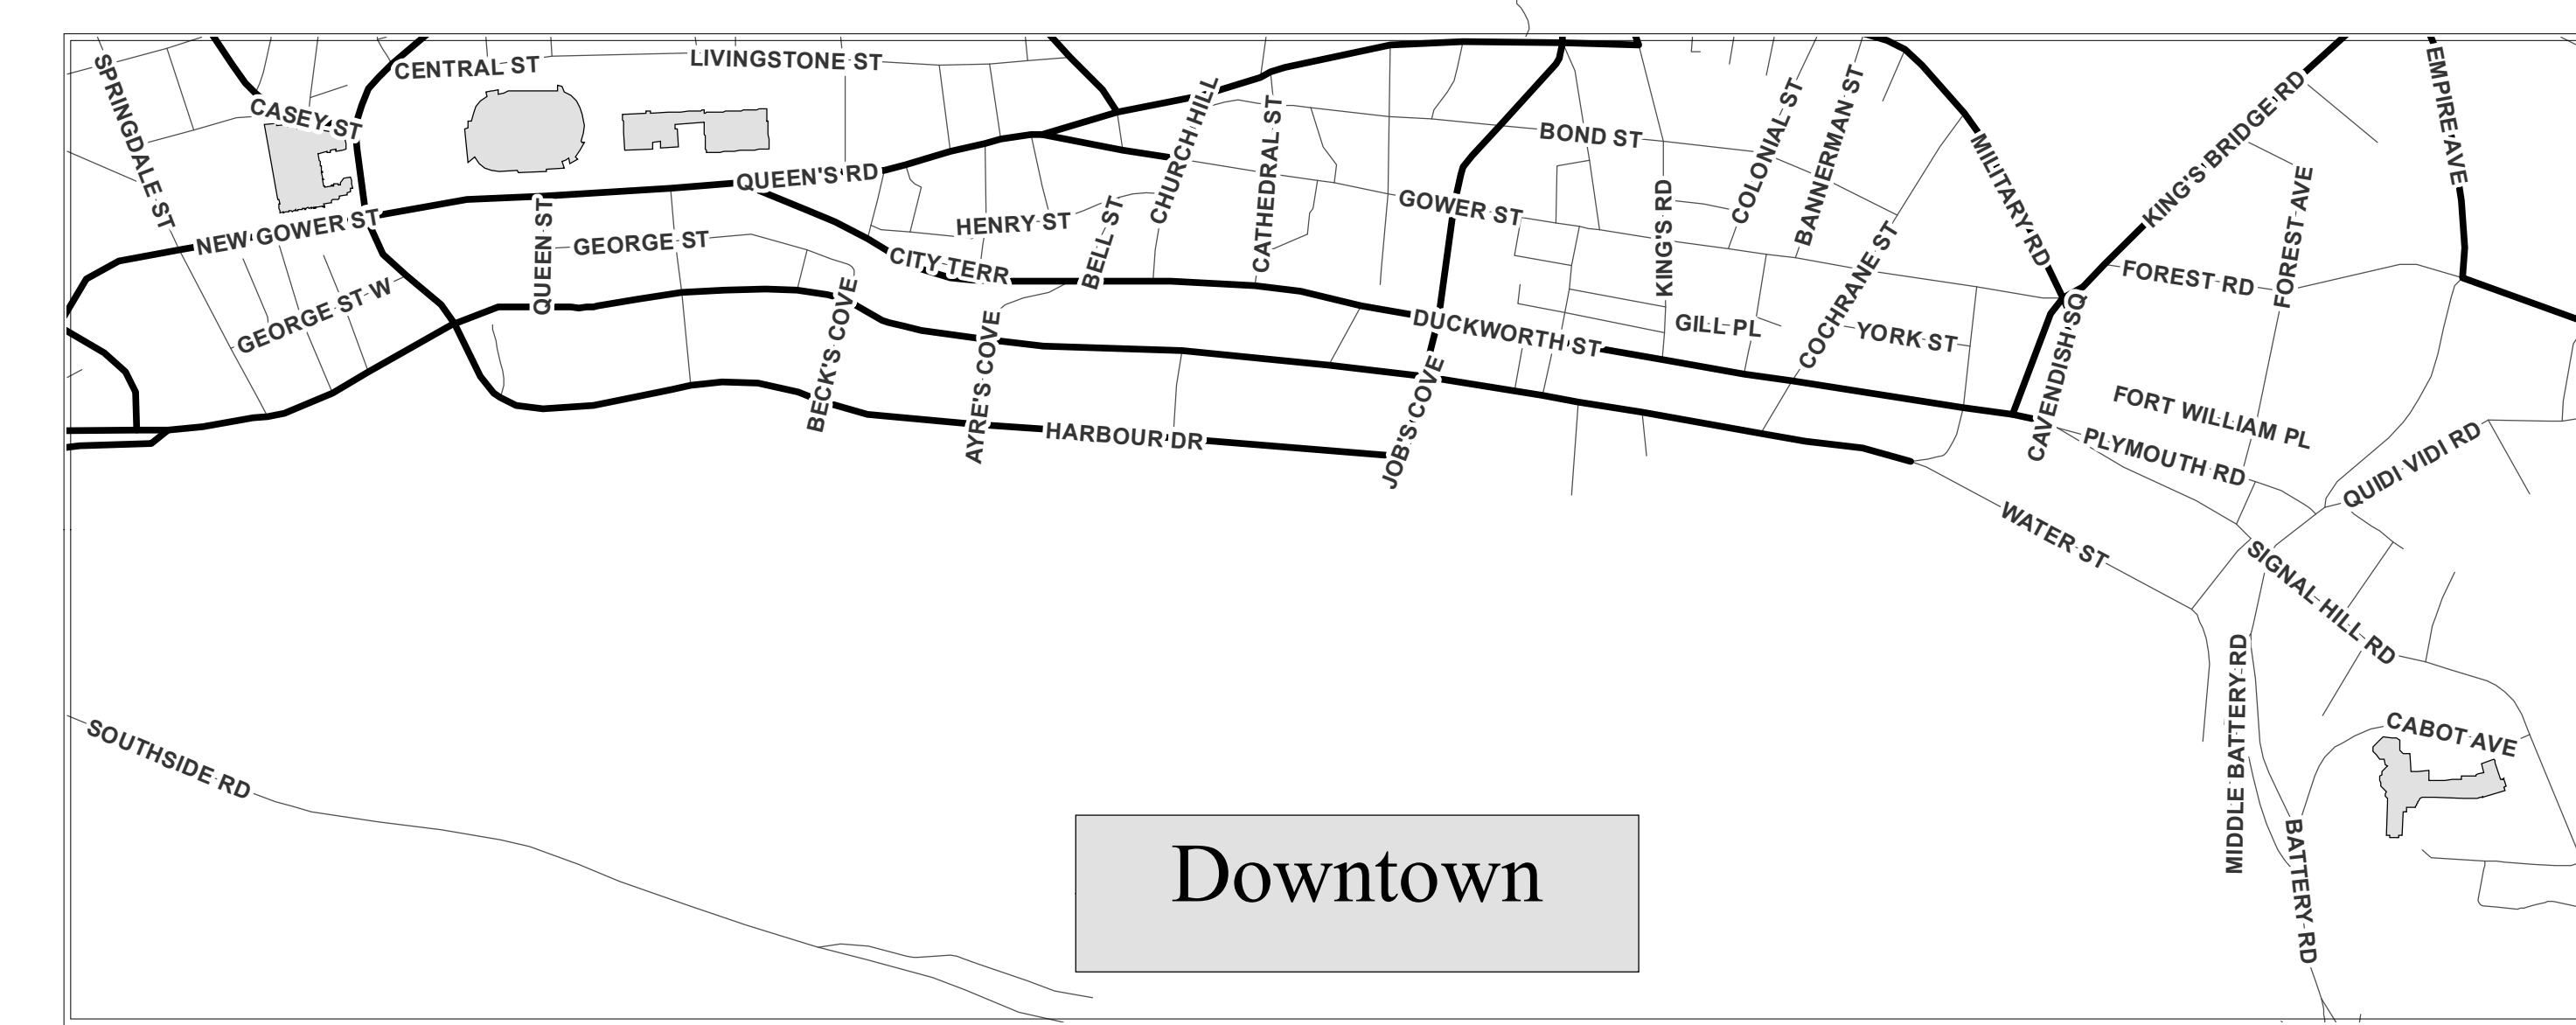 SPRINGDALE ST
CENTRAL ST
LIVINGSTONE ST
CASEY ST
CHURCH HILL
CATHEDRAL ST
BOND ST
COLONIAL ST
BANNERMAN ST
MILITARY RD
KING'S BRIDGE RD
EMPIRE AVE
QUEEN'S RD
NEW GOWER ST
QUEEN ST
GEORGE ST
HENRY ST
BELL ST
GOWER ST
KING'S RD
COCHRANE ST
FOREST AVE
FOREST RD
CITY TERR
GEORGE ST W
BECK'S COVE
AYRE'S COVE
DUCKWORTH ST
GILL PL
YORK ST
CAVENDISH SQ
JOB'S COVE
HARBOUR DR
FORT WILLIAM PL
PLYMOUTH RD
QUIDI VIDI RD
WATER ST
SIGNAL HILL RD
MIDDLE BATTERY RD
CABOT AVE
SOUTHSIDE RD
BATTERY RD
Downtown